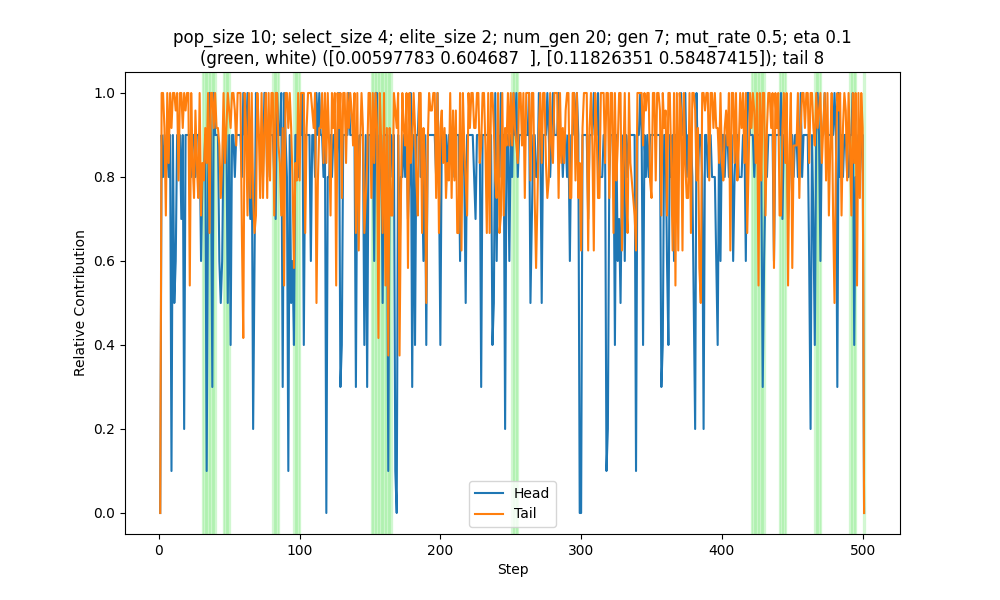 pop_size 10; select_size 4; elite_size 2; num_gen 20; gen 7; mut_rate 0.5; eta 0.1
(green, white) ([0.00597783 0.604687  ], [0.11826351 0.58487415]); tail 8
1.0
0.8
0.6
0.4
0.2
0.0
Relative Contribution
Head
Tail
0 100 200 300 400 500
Step